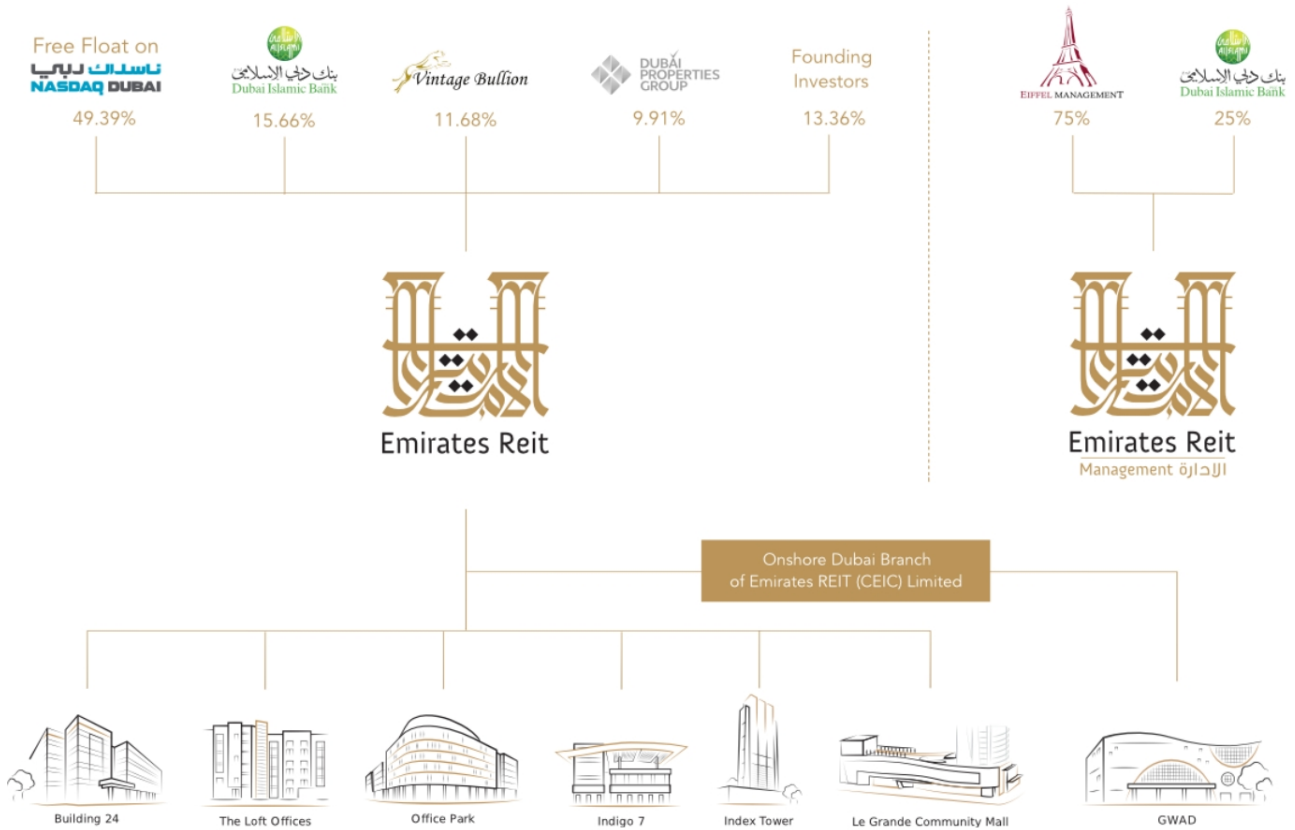 Free Float on
ناسداك دبي
NASDAQ DUBAI
49.39%
بنك دبي الإسلامي
Dubai Islamic Bank
15.66%
Vintage Bullion
11.68%
DUBAI
PROPERTIES
GROUP
9.91%
Founding
Investors
13.36%
EIFFEL MANAGEMENT
75%
بنك دبي الإسلامي
Dubai Islamic Bank
25%
Emirates Reit
Emirates Reit
Management الإدارة
Onshore Dubai Branch
of Emirates REIT (CEIC) Limited
Building 24
The Loft Offices
Office Park
Indigo 7
Index Tower
Le Grande Community Mall
GWAD